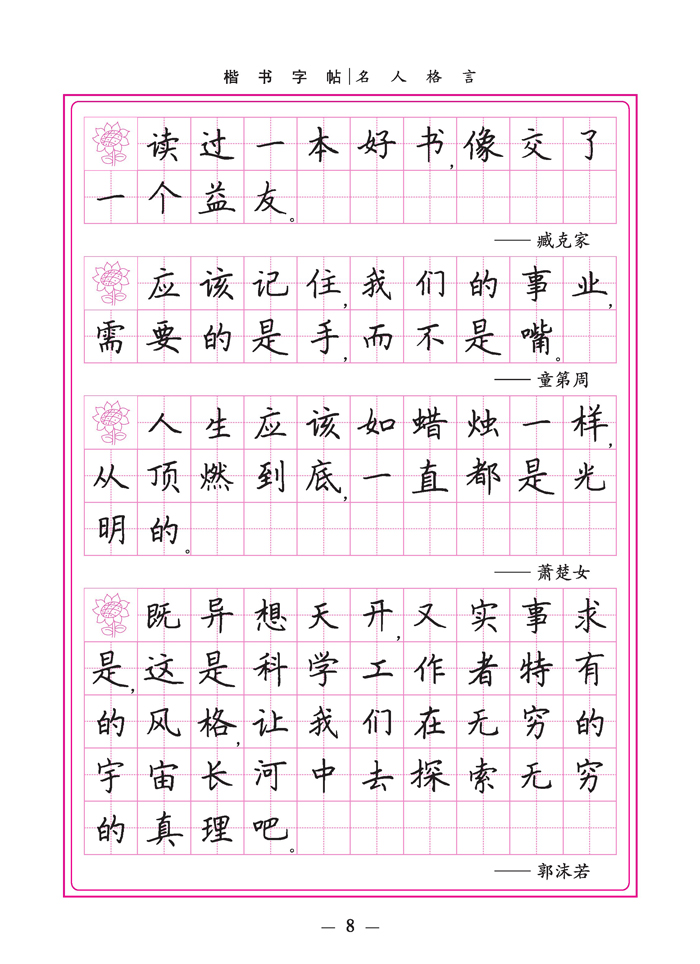 楷书字帖|名人格言
读过一本好书,像交了
一个益友。
——臧克家
应该记住,我们的事业,
需要的是手,而不是嘴。
——童第周
人生应该如蜡烛一样,
从顶燃到底,一直都是光
明的。
——萧楚女
既异想天开,又实事求
是,这是科学工作者特有
的风格,让我们在无穷的
宇宙长河中去探索无穷
的真理吧。
——郭沫若
— 8 —